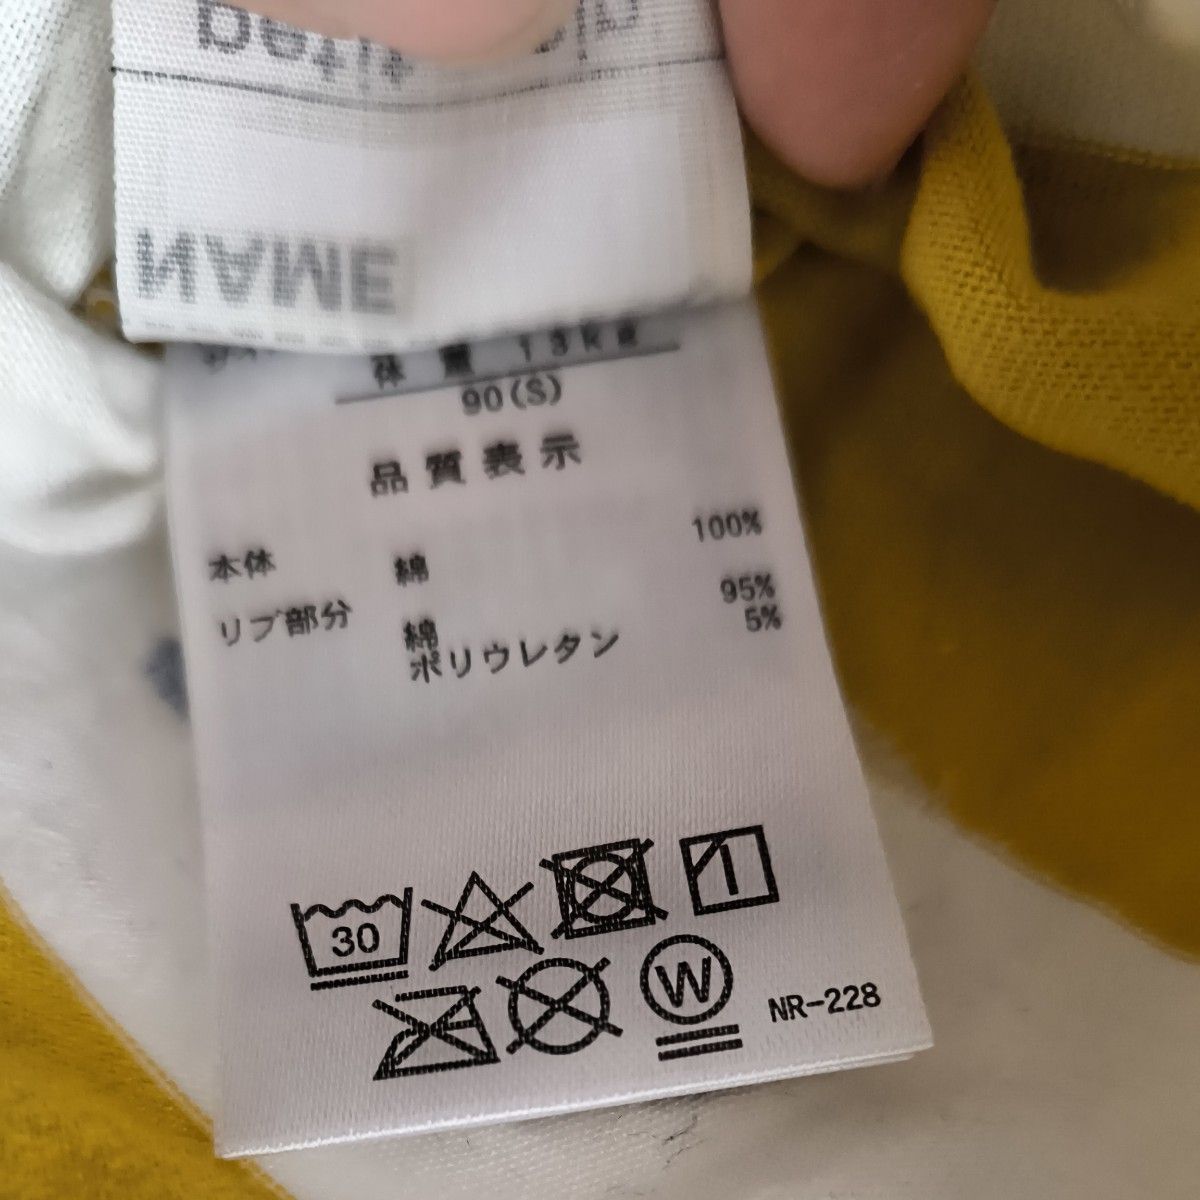 petit
NAME
体重 13kg
90(S)
品質表示
本体 綿 100%
リブ部分 綿 95%
ポリウレタン 5%
30
W
NR-228